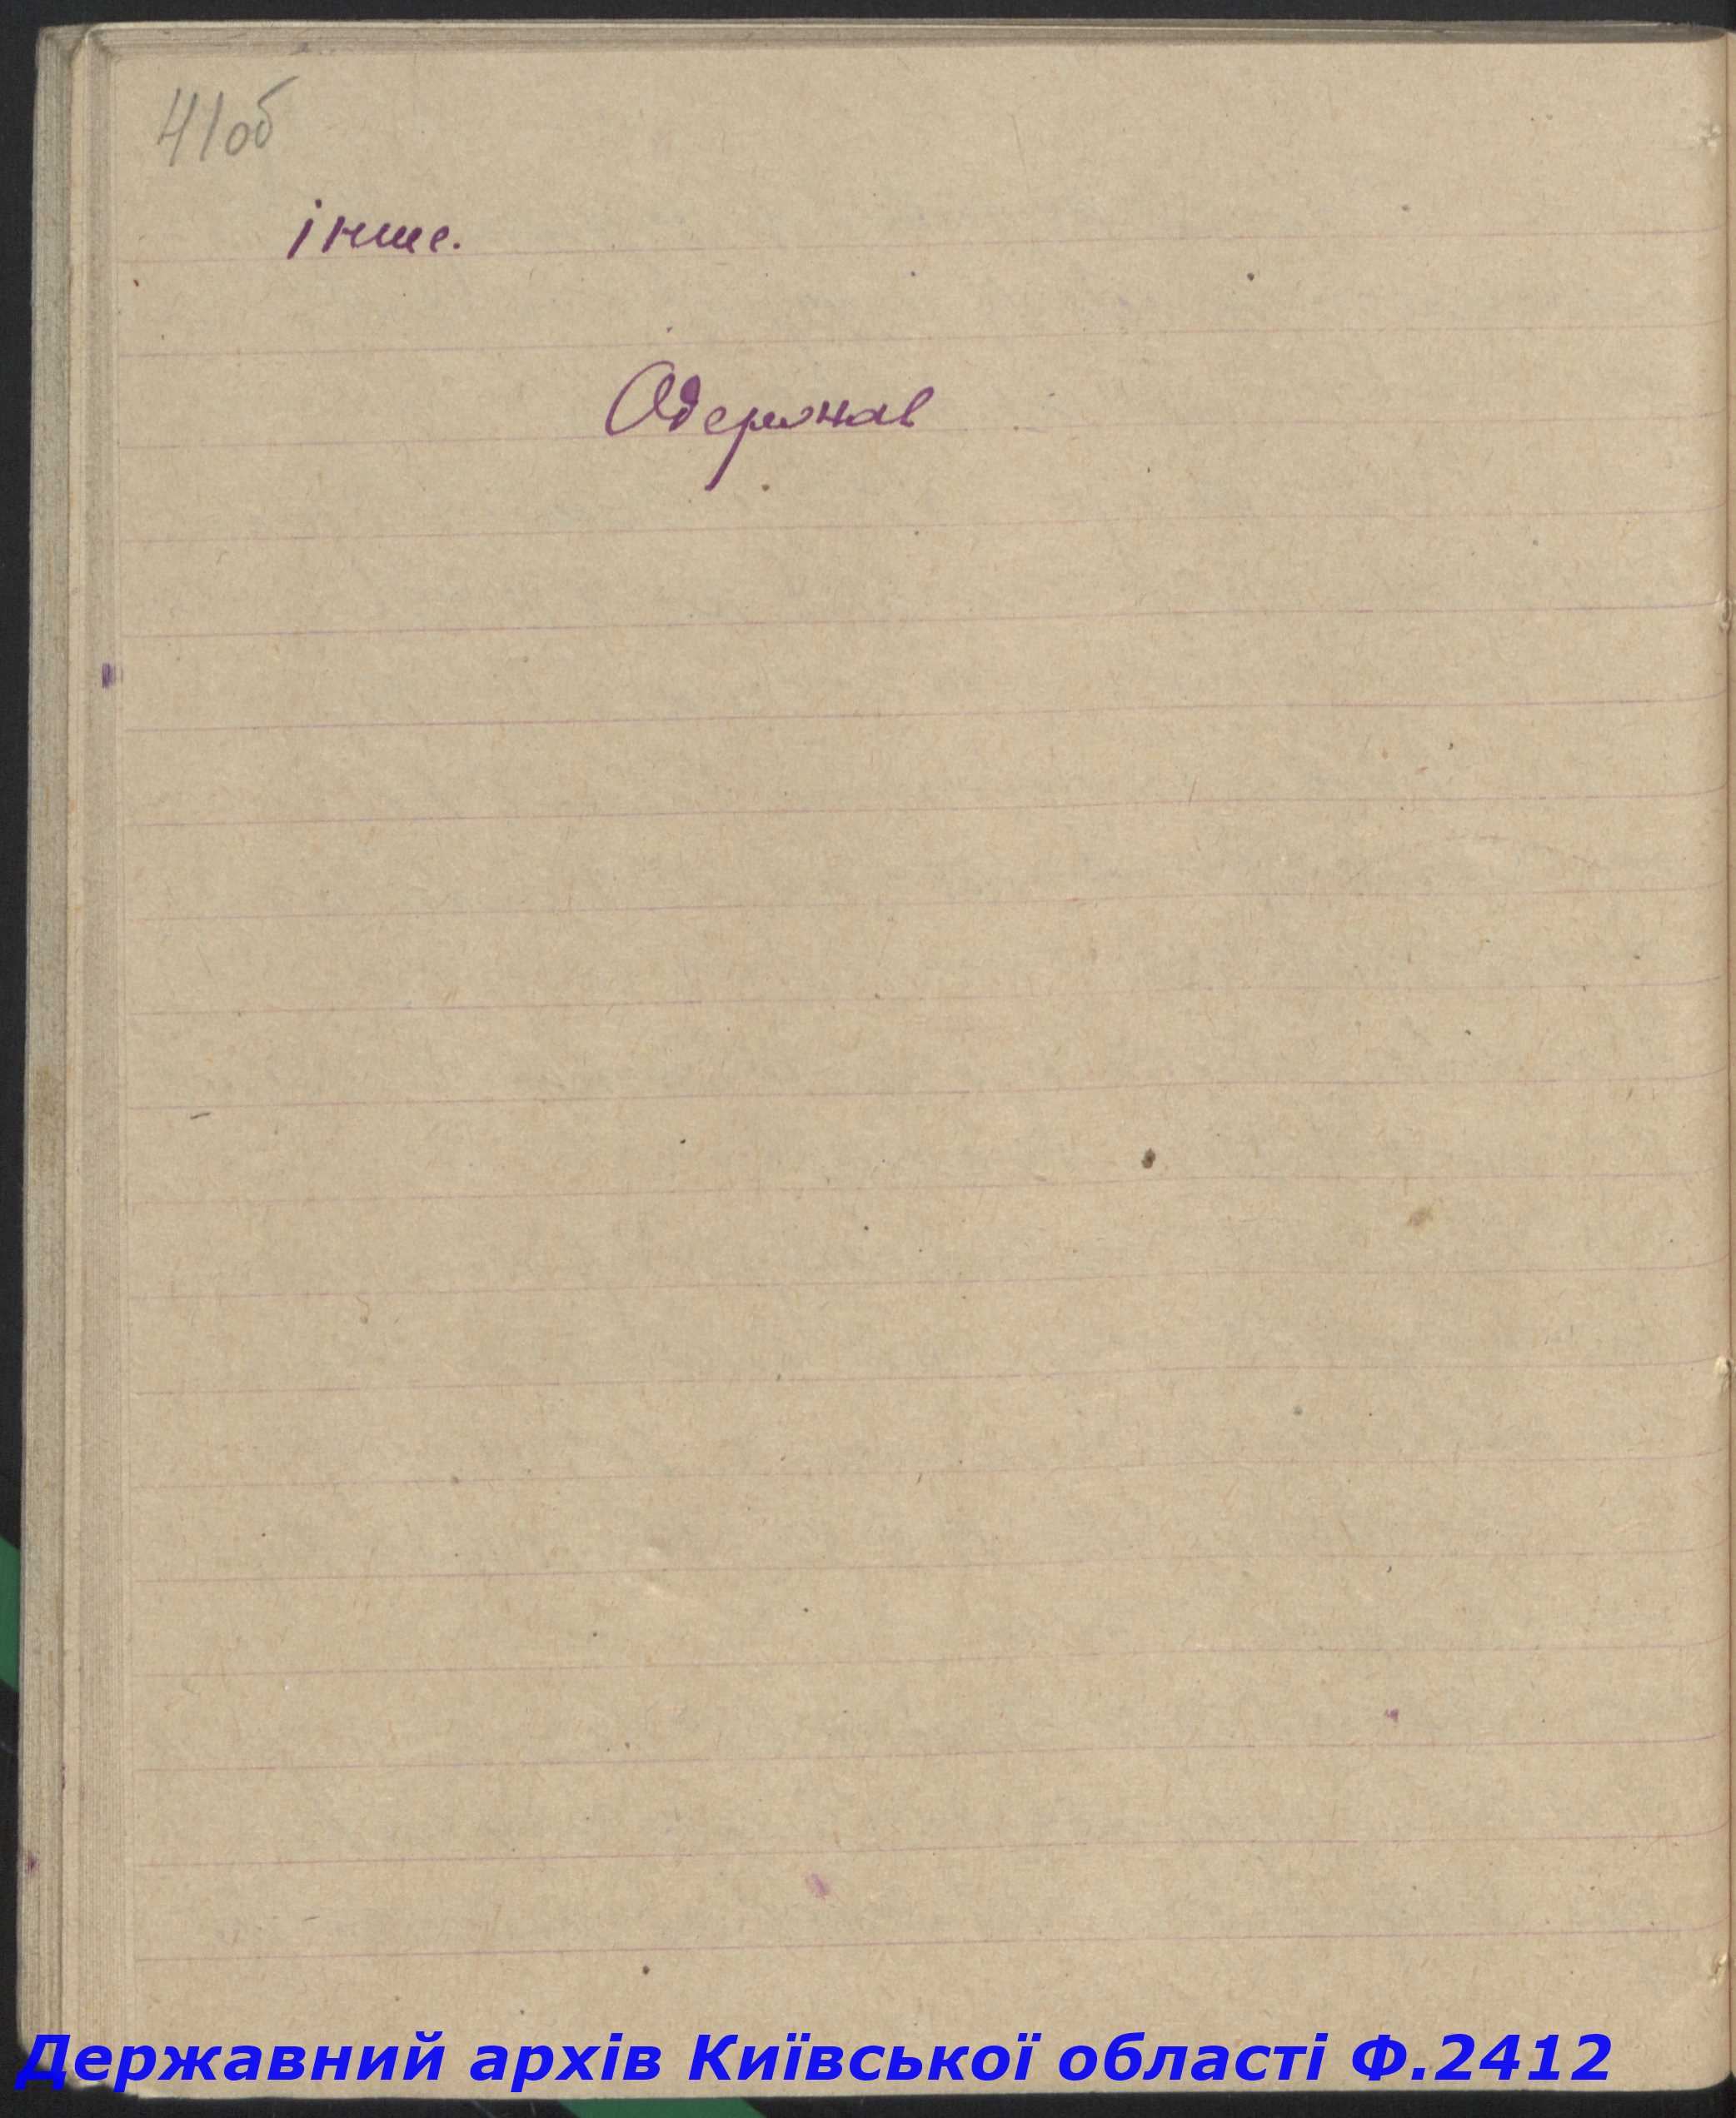 41об
інше.
Одержав
Державний архів Київської області Ф.2412